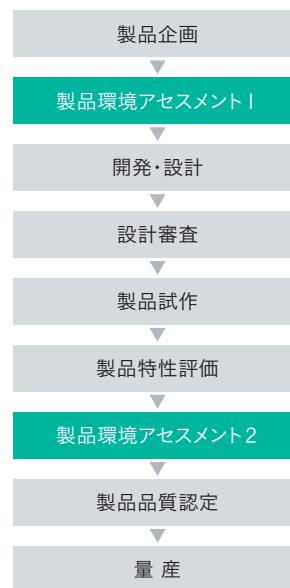 製品企画
製品環境アセスメント1
開発・設計
設計審査
製品試作
製品特性評価
製品環境アセスメント2
製品品質認定
量 産